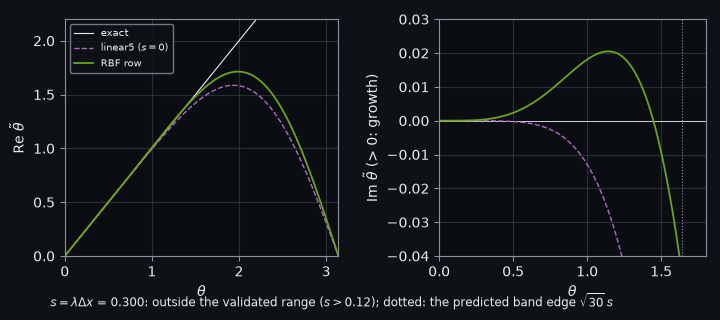 exact
linear5 (s = 0)
RBF row
Re θ̃
2.0
1.5
1.0
0.5
0.0
0
1
2
3
θ
Im θ̃ (> 0: growth)
0.03
0.02
0.01
0.00
−0.01
−0.02
−0.03
−0.04
0.0
0.5
1.0
1.5
θ
s = λΔx = 0.300: outside the validated range (s > 0.12); dotted: the predicted band edge √30 s